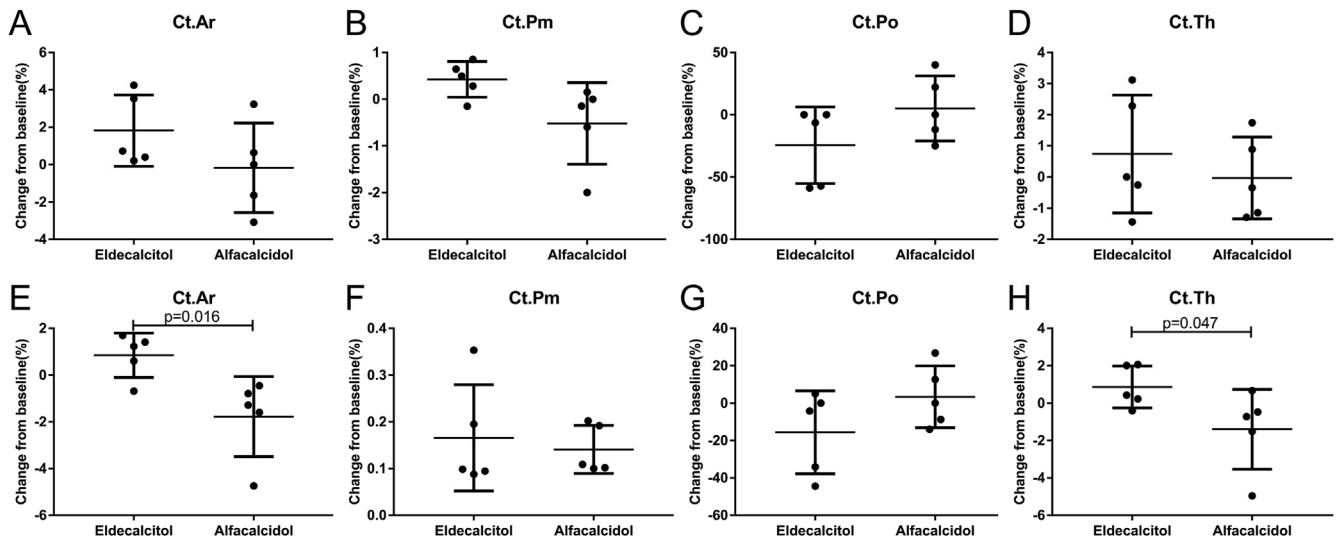 A
Ct.Ar
Change from baseline(%)
6
4
2
0
-2
-4
Eldecalcitol Alfacalcidol
B
Ct.Pm
Change from baseline(%)
1
0
-1
-2
-3
Eldecalcitol Alfacalcidol
C
Ct.Po
Change from baseline(%)
50
0
-50
-100
Eldecalcitol Alfacalcidol
D
Ct.Th
Change from baseline(%)
4
3
2
1
0
-1
-2
Eldecalcitol Alfacalcidol
E
Ct.Ar
p=0.016
Change from baseline(%)
2
0
-2
-4
-6
Eldecalcitol Alfacalcidol
F
Ct.Pm
Change from baseline(%)
0.4
0.3
0.2
0.1
0.0
Eldecalcitol Alfacalcidol
G
Ct.Po
Change from baseline(%)
40
20
0
-20
-40
-60
Eldecalcitol Alfacalcidol
H
Ct.Th
p=0.047
Change from baseline(%)
4
2
0
-2
-4
-6
Eldecalcitol Alfacalcidol